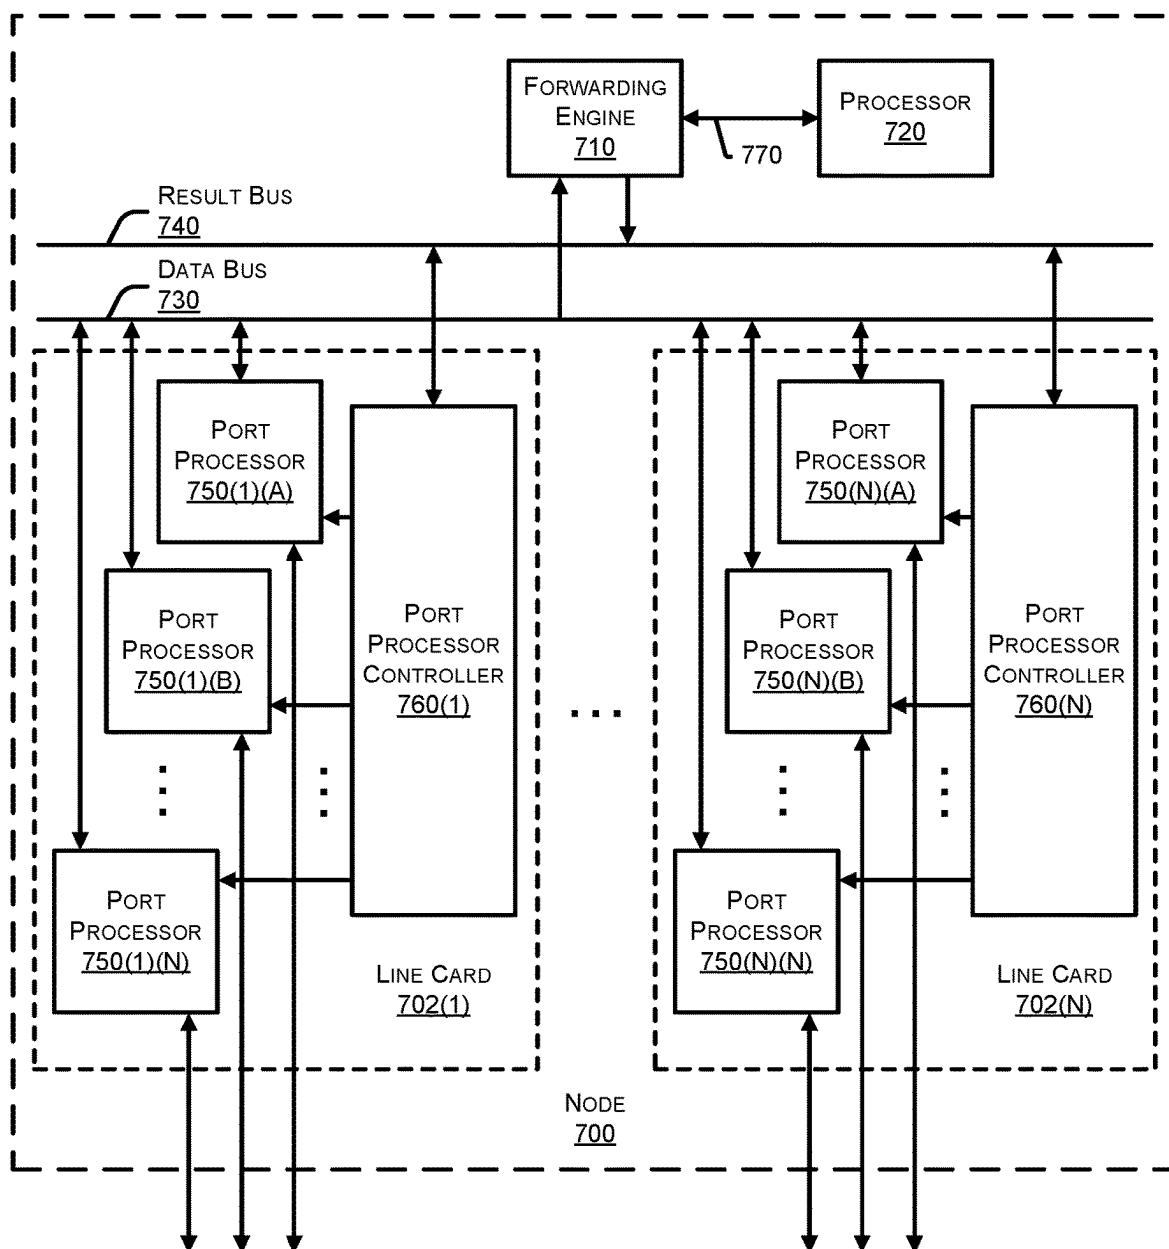 FORWARDING
ENGINE
710
PROCESSOR
720
770
RESULT BUS
740
DATA BUS
730
PORT
PROCESSOR
750(1)(A)
PORT
PROCESSOR
750(1)(B)
PORT
PROCESSOR
750(1)(N)
PORT
PROCESSOR
CONTROLLER
760(1)
LINE CARD
702(1)
. . .
PORT
PROCESSOR
750(N)(A)
PORT
PROCESSOR
750(N)(B)
PORT
PROCESSOR
750(N)(N)
PORT
PROCESSOR
CONTROLLER
760(N)
LINE CARD
702(N)
NODE
700